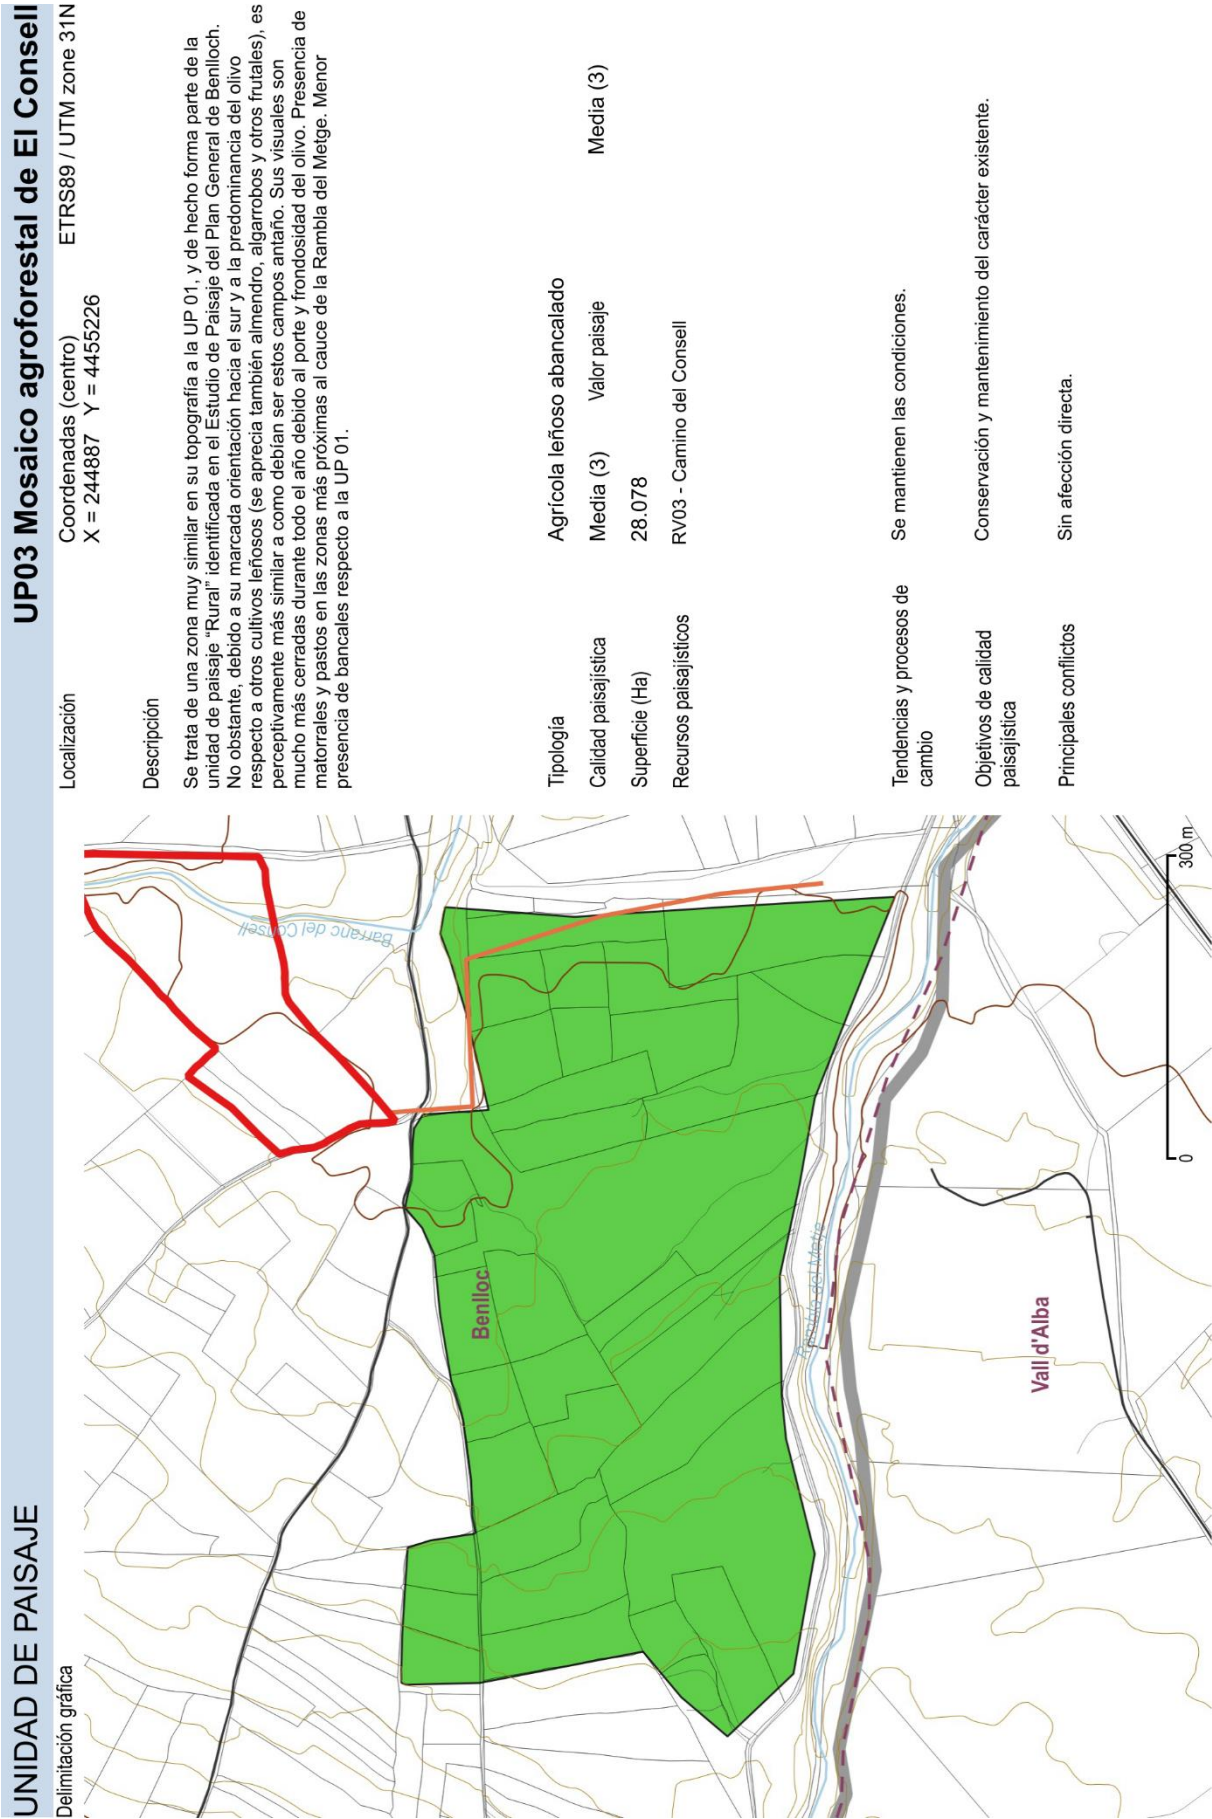 UNIDAD DE PAISAJE
UP03 Mosaico agroforestal de El Consell
Delimitación gráfica
Barranc del Consell
Benlloc
Rambla del Metje
Vall d'Alba
0
300 m
Localización
Coordenadas (centro)
ETRS89 / UTM zone 31N
X = 244887 Y = 4455226
Descripción
Se trata de una zona muy similar en su topografía a la UP 01, y de hecho forma parte de la
unidad de paisaje "Rural" identificada en el Estudio de Paisaje del Plan General de Benlloch.
No obstante, debido a su marcada orientación hacia el sur y a la predominancia del olivo
respecto a otros cultivos leñosos (se aprecia también almendro, algarrobos y otros frutales), es
perceptivamente más similar a como debían ser estos campos antaño. Sus visuales son
mucho más cerradas durante todo el año debido al porte y frondosidad del olivo. Presencia de
matorrales y pastos en las zonas más próximas al cauce de la Rambla del Metge. Menor
presencia de bancales respecto a la UP 01.
Tipología
Agrícola leñoso abancalado
Calidad paisajística
Media (3)
Valor paisaje
Media (3)
Superficie (Ha)
28.078
Recursos paisajísticos
RV03 - Camino del Consell
Tendencias y procesos de
cambio
Se mantienen las condiciones.
Objetivos de calidad
paisajística
Conservación y mantenimiento del carácter existente.
Principales conflictos
Sin afección directa.